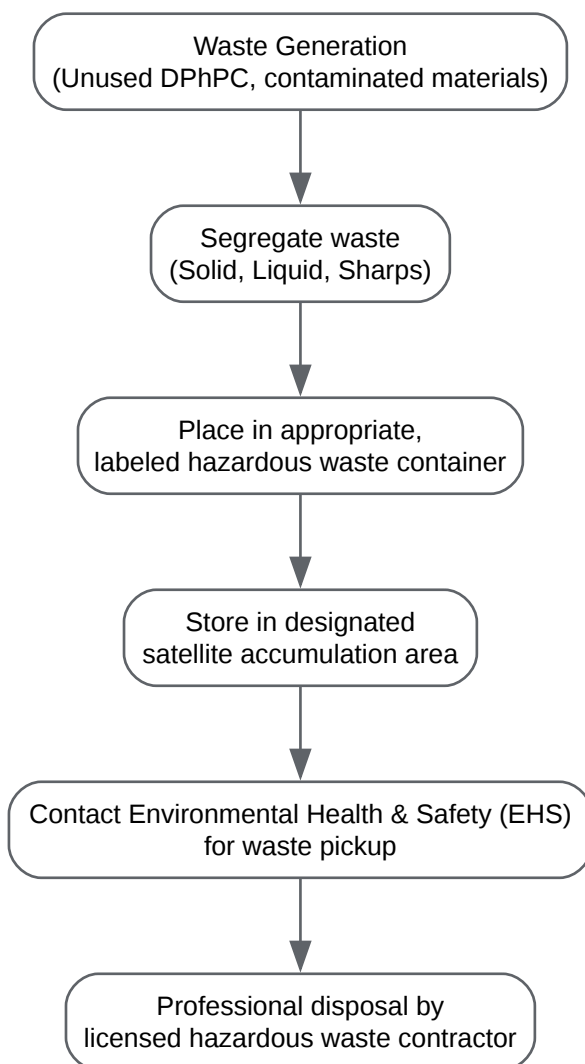 Waste Generation
(Unused DPhPC, contaminated materials)
Segregate waste
(Solid, Liquid, Sharps)
Place in appropriate,
labeled hazardous waste container
Store in designated
satellite accumulation area
Contact Environmental Health & Safety (EHS)
for waste pickup
Professional disposal by
licensed hazardous waste contractor